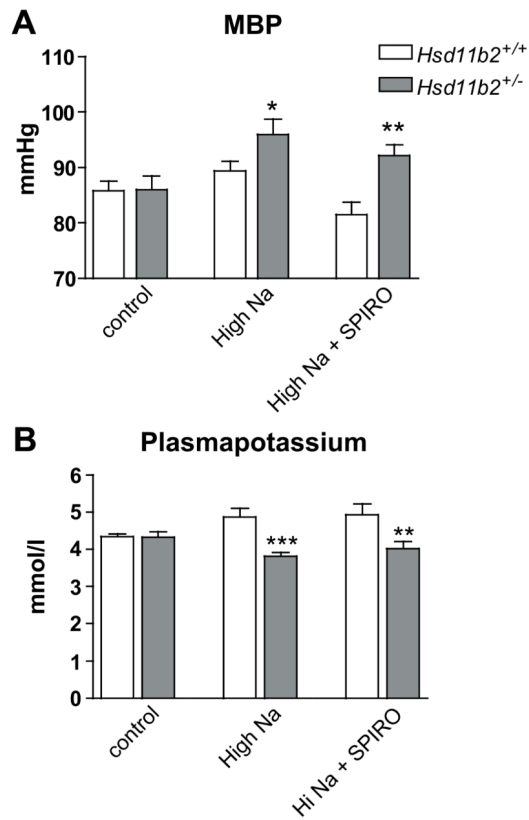 A
MBP
110
100
90
80
70
mmHg
Hsd11b2+/+
Hsd11b2+/-
*
**
control
High Na
High Na + SPIRO
B
Plasmapotassium
6
5
4
3
2
1
0
mmol/l
***
**
control
High Na
Hi Na + SPIRO